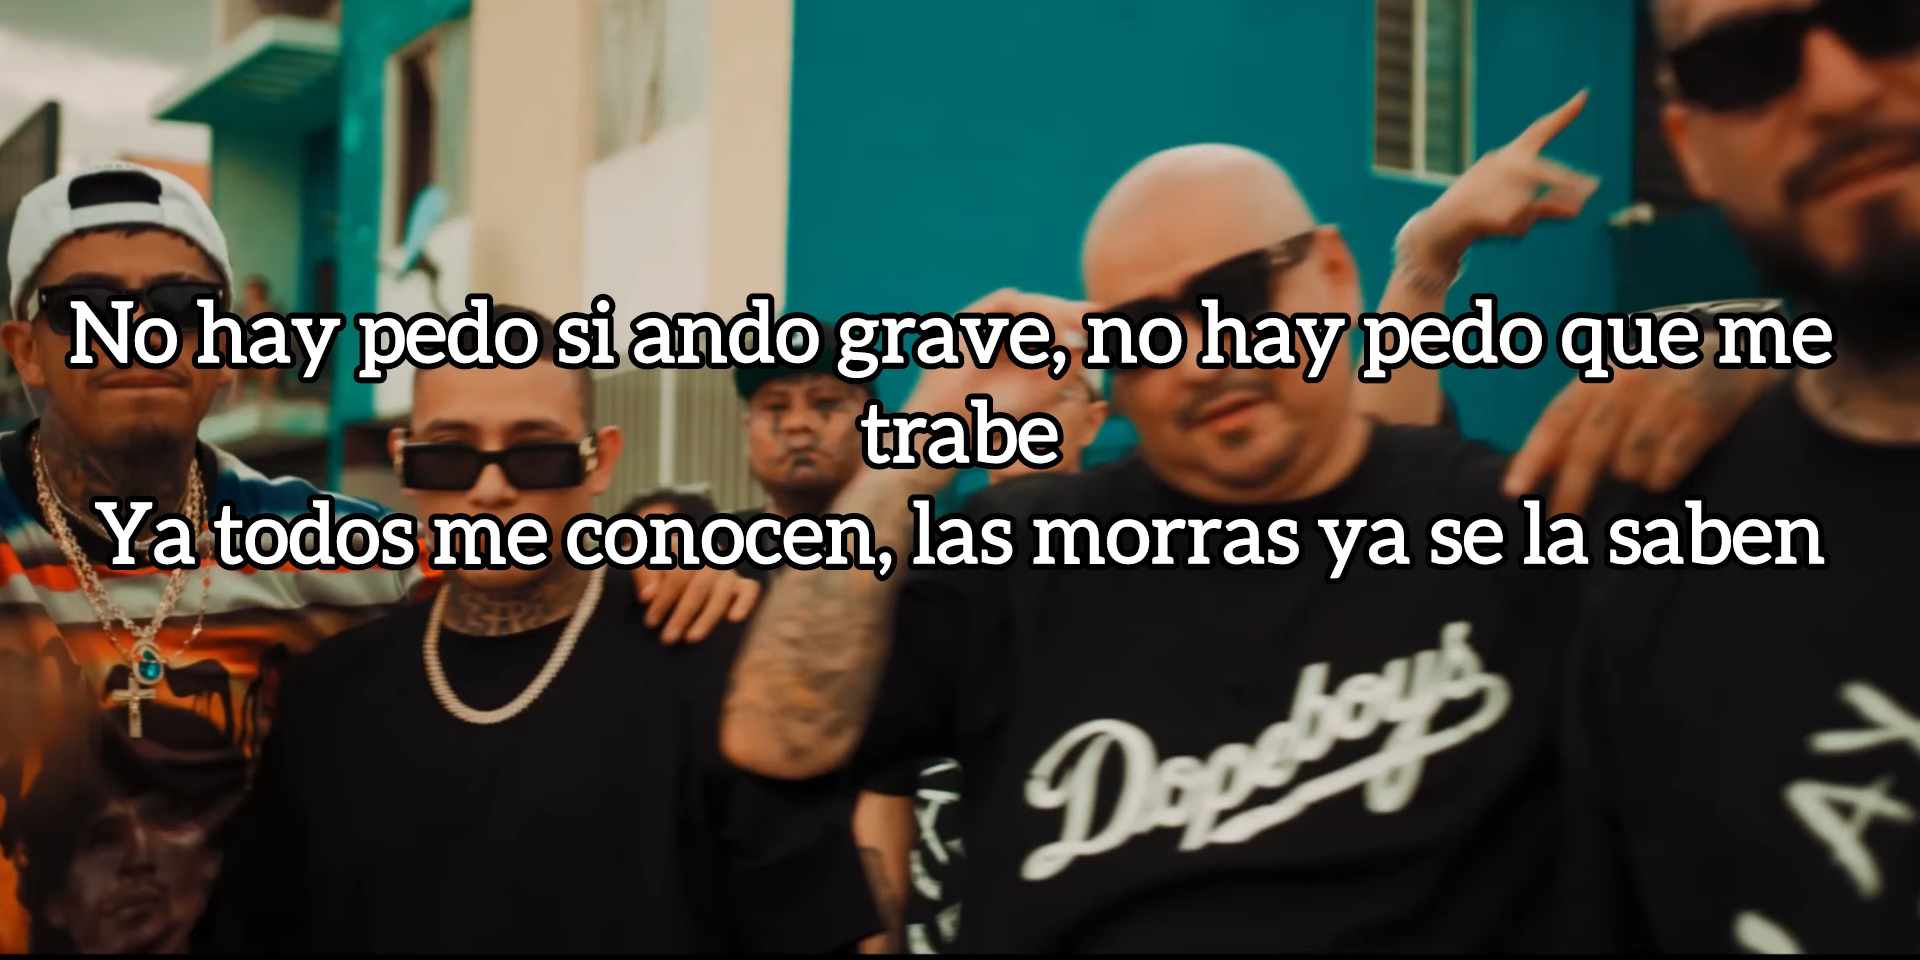 No hay pedo si ando grave, no hay pedo que me
trabe
Ya todos me conocen, las morras ya se la saben
Dopeboys
AY